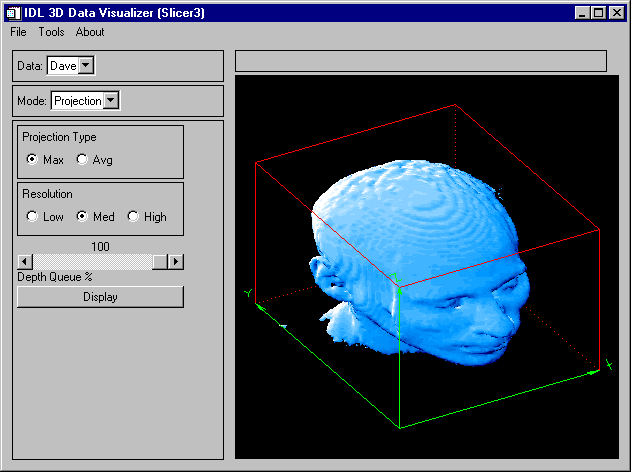 IDL 3D Data Visualizer (Slicer3)
File Tools About
Data: Dave
Mode: Projection
Projection Type
Max Avg
Resolution
Low Med High
100
Depth Queue %
Display
Y
X